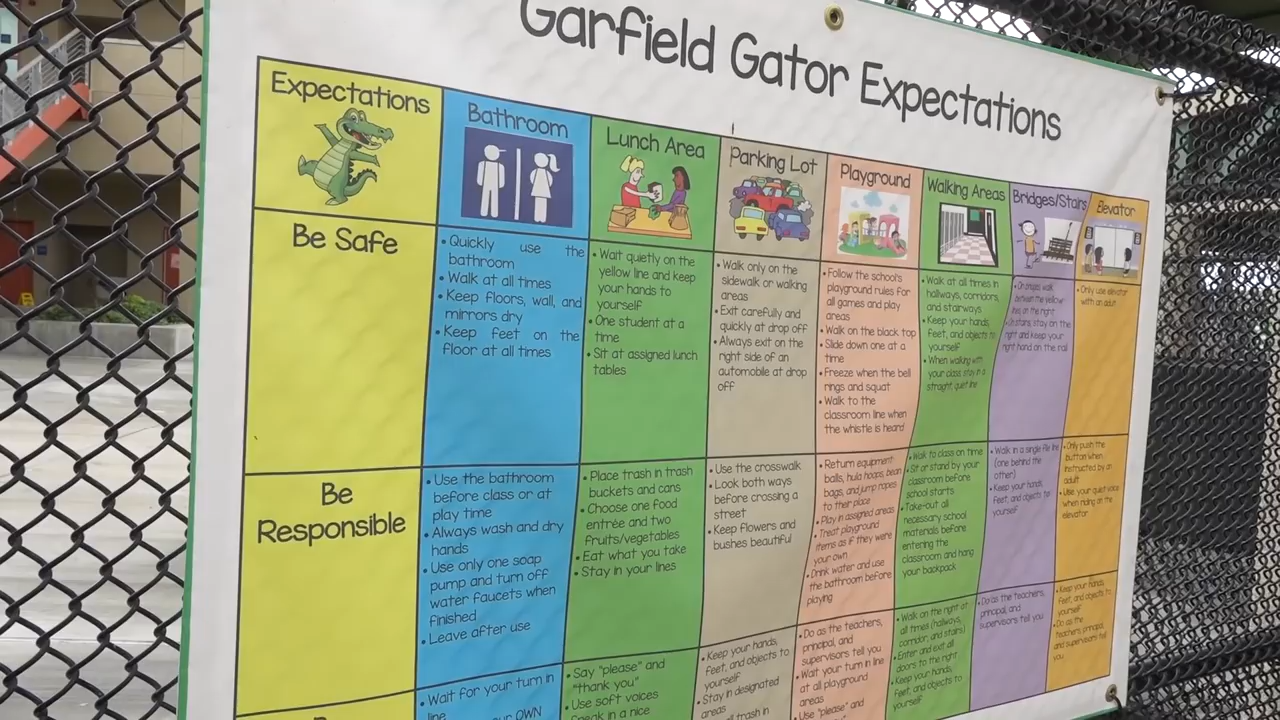 Garfield Gator Expectations
Expectations
Bathroom
Lunch Area
Parking Lot
Playground
Walking Areas
Bridges/Stairs
Elevator
Be Safe
• Quickly use the
bathroom
• Walk at all times
• Keep floors, wall, and
mirrors dry
• Keep feet on the
floor at all times
• Wait quietly on the
yellow line and keep
your hands to
yourself
• One student at a
time
• Sit at assigned lunch
tables
• Walk only on the
sidewalk or walking
areas
• Exit carefully and
quickly at drop off
• Always exit on the
right side of an
automobile at drop
off
• Follow the school's
playground rules for
all games and play
areas
• Walk on the black top
• Slide down one at a
time
• Freeze when the bell
rings and squat
• Walk to the
classroom line when
the whistle is heard
• Walk at all times in
hallways, corridors,
and stairways
• Keep your hands,
feet, and objects to
yourself
• When walking with
your class stay in a
straight, quiet line
• On bridges walk
between the yellow
lines on the right
• On stairs, stay on the
right and keep your
right hand on the rail
• Only use elevator
with an adult
Be
Responsible
• Use the bathroom
before class or at
play time
• Always wash and dry
hands
• Use only one soap
pump and turn off
water faucets when
finished
• Leave after use
• Place trash in trash
buckets and cans
• Choose one food
entrée and two
fruits/vegetables
• Eat what you take
• Stay in your lines
• Use the crosswalk
• Look both ways
before crossing a
street
• Keep flowers and
bushes beautiful
• Return equipment:
balls, hula hoops, bean
bags, and jump ropes
to their place
• Play in assigned areas
• Treat playground
items as if they were
your own
• Drink water and use
the bathroom before
playing
• Walk to class on time
• Sit or stand by your
classroom before
school starts
• Take-out all
necessary school
materials before
entering the
classroom and hang
your backpack
• Walk in a single file line
(one behind the
other)
• Keep your hands,
feet, and objects to
yourself
• Only push the
button when
instructed by an
adult
• Use your quiet voice
when riding on the
elevator
• Wait for your turn in
line
OWN
• Say "please" and
"thank you"
• Use soft voices
• Speak in a nice
• Keep your hands,
feet, and objects to
yourself
• Stay in designated
areas
trash in
• Do as the teachers,
principal, and
supervisors tell you
• Wait your turn in line
at all playground
areas
• Use "please" and
• Walk on the right at
all times (hallways,
corridor, and stairs)
• Enter and exit all
doors to the right
• Keep your hands,
feet, and objects to
yourself
• Do as the teachers,
principal, and
supervisors tell you
• Keep your hands,
feet, and objects to
yourself
• Do as the
teachers, principal,
and supervisors tell
you